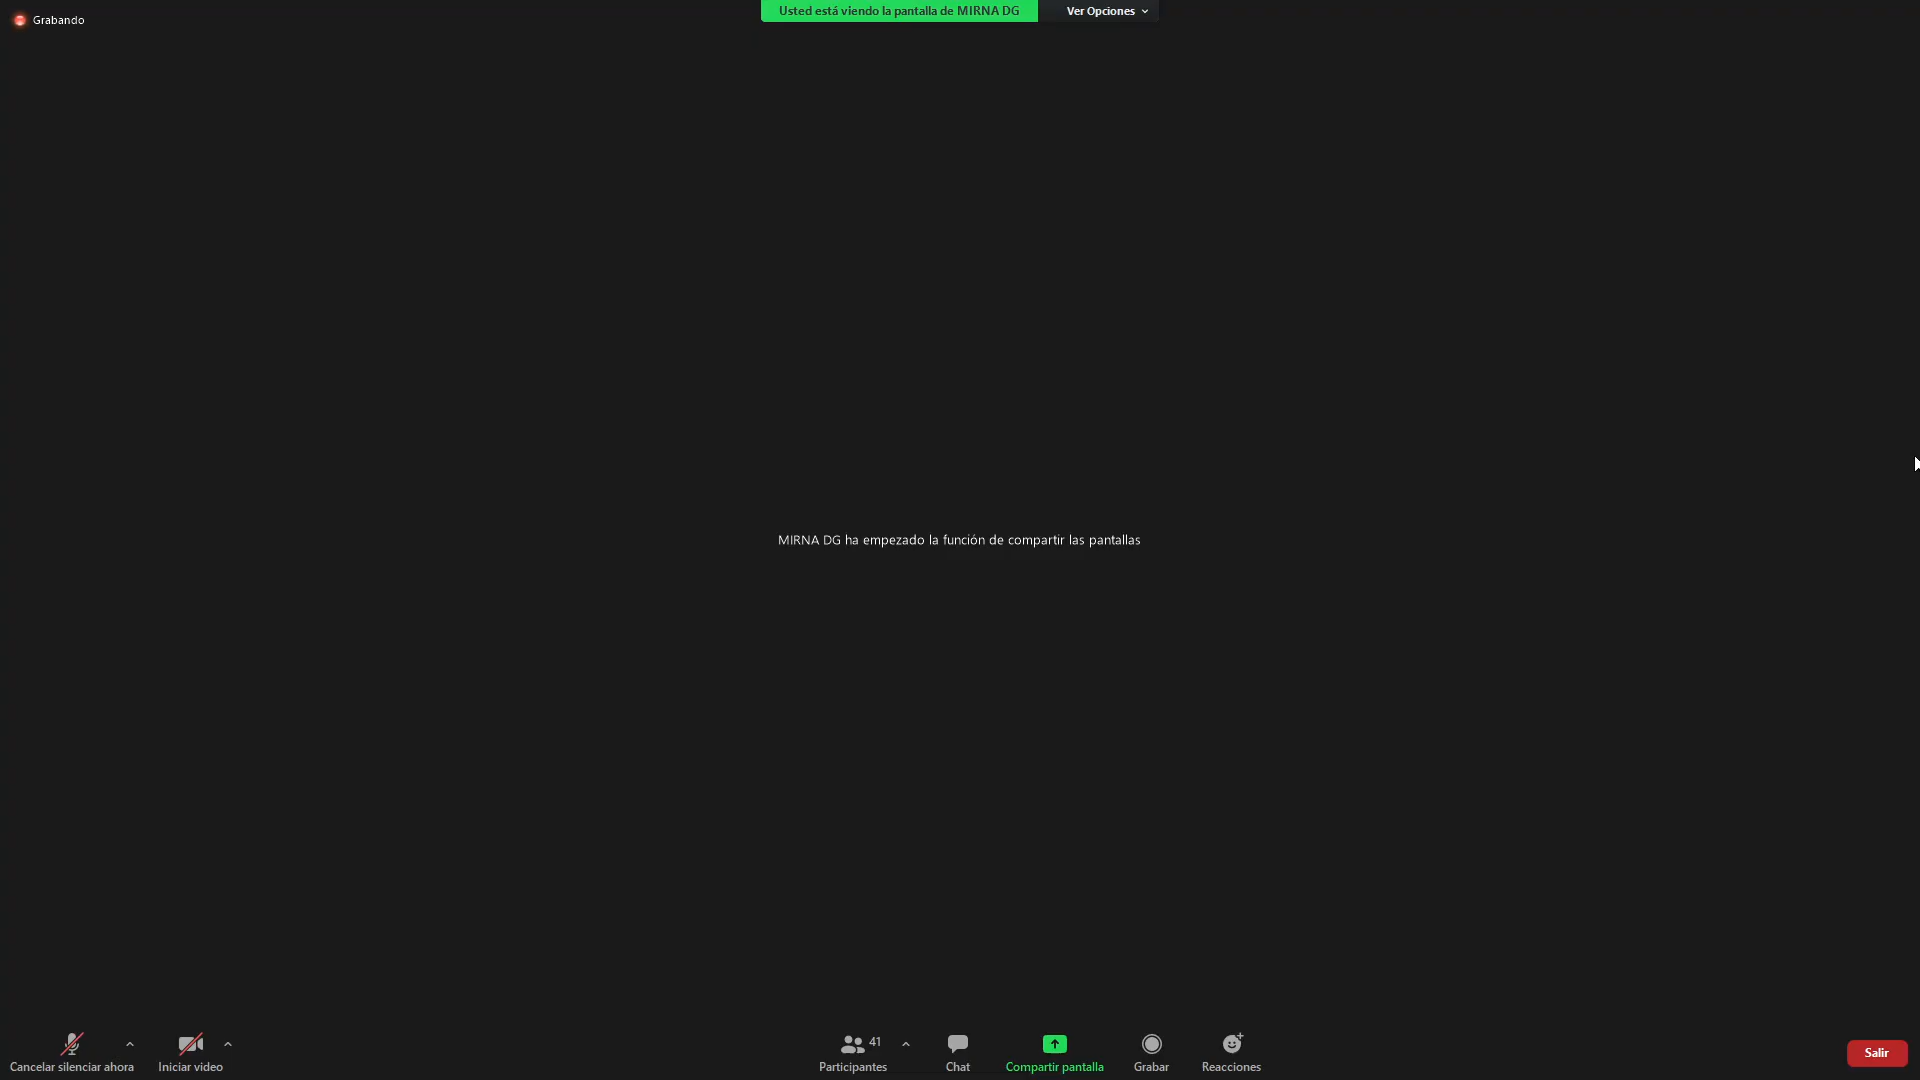 Grabando
Usted está viendo la pantalla de MIRNA DG
Ver Opciones
MIRNA DG ha empezado la función de compartir las pantallas
Cancelar silenciar ahora
Iniciar video
41
Participantes
Chat
Compartir pantalla
Grabar
Reacciones
Salir